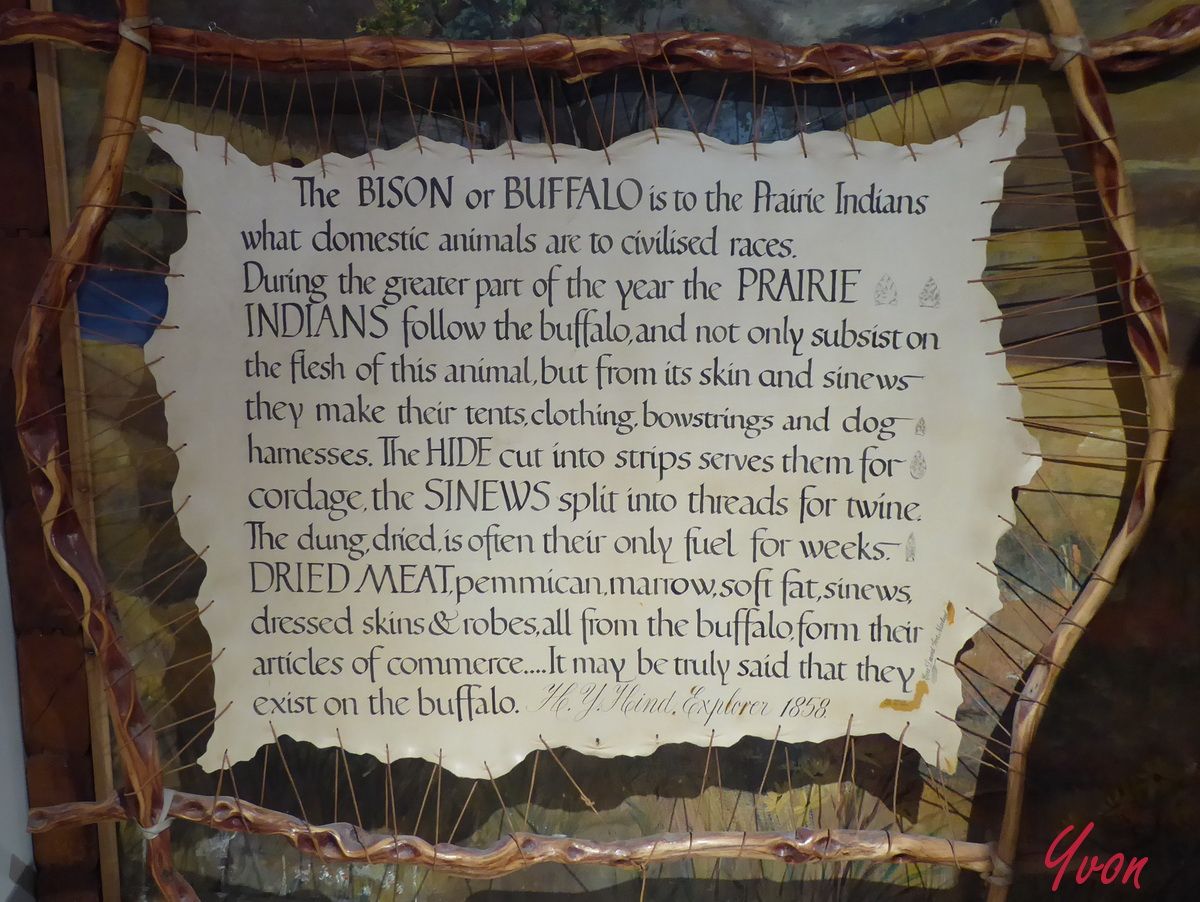 The BISON or BUFFALO is to the Prairie Indians
what domestic animals are to civilised races.
During the greater part of the year the PRAIRIE
INDIANS follow the buffalo, and not only subsist on
the flesh of this animal, but from its skin and sinews
they make their tents, clothing, bowstrings and dog
harnesses. The HIDE cut into strips serves them for
cordage, the SINEWS split into threads for twine.
The dung, dried, is often their only fuel for weeks.
DRIED MEAT, pemmican, marrow, soft fat, sinews,
dressed skins & robes, all from the buffalo, form their
articles of commerce....It may be truly said that they
exist on the buffalo. H. Y. Hind, Explorer 1858.
Yvon